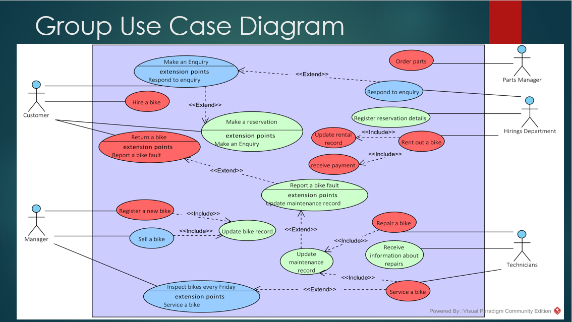 Group Use Case Diagram
Make an Enquiry
extension points
Respond to enquiry
Order parts
<<Extend>>
Parts Manager
Respond to enquiry
Hire a bike
<<Extend>>
Customer
Make a reservation
extension points
Make an Enquiry
Register reservation details
Hirings Department
Update rental
record
<<Include>>
Rent out a bike
<<Include>>
receive payment
Return a bike
extension points
Report a bike fault
<<Extend>>
Report a bike fault
extension points
Update maintenance record
Register a new bike
<<Include>>
Update bike record
Repair a bike
Manager
Sell a bike
<<Include>>
<<Extend>>
<<Include>>
Receive
information about
repairs
Update
maintenance
record
Technicians
<<Include>>
Inspect bikes every Friday
extension points
Service a bike
<<Extend>>
Service a bike
Powered By: Visual Paradigm Community Edition